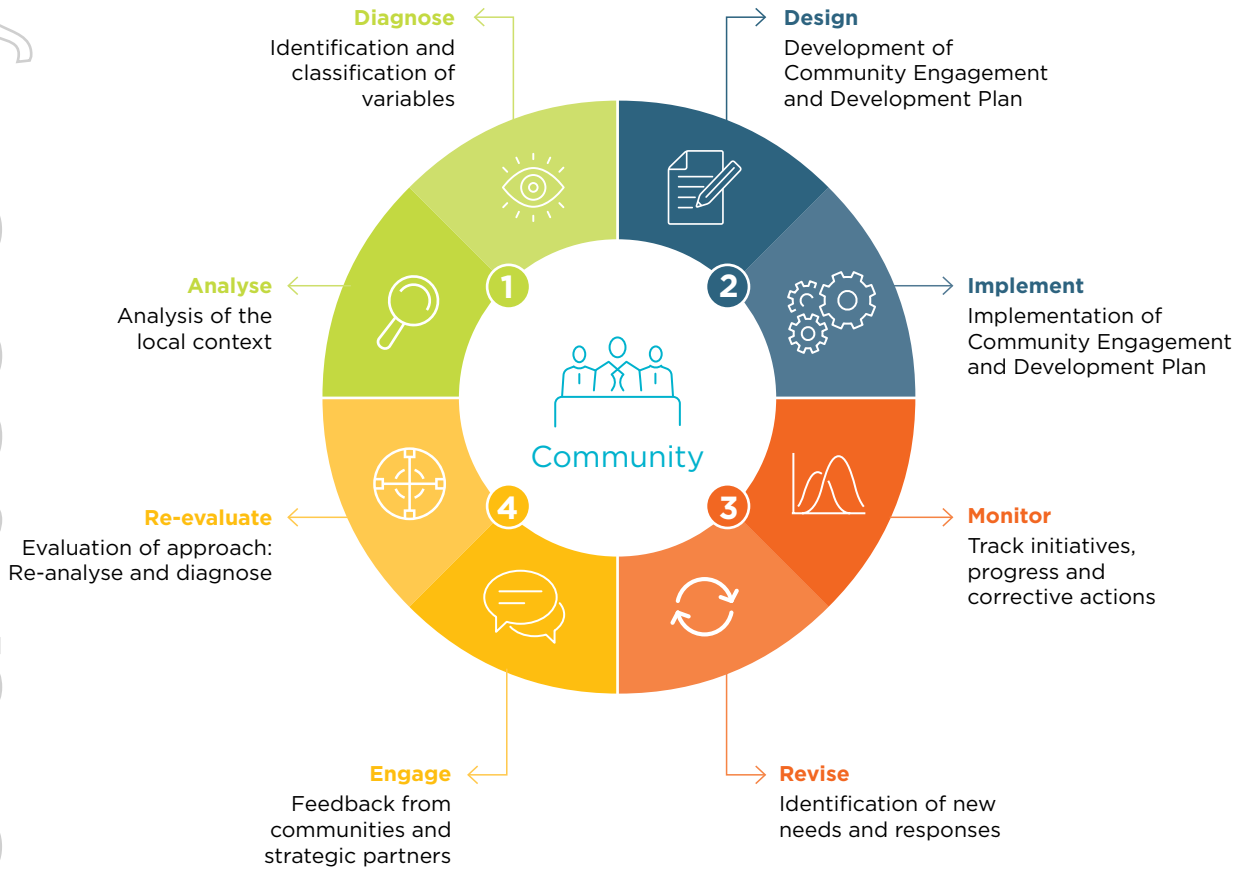 Diagnose
Identification and
classification of
variables
Design
Development of
Community Engagement
and Development Plan
Analyse
Analysis of the
local context
1
2
Implement
Implementation of
Community Engagement
and Development Plan
Community
Re-evaluate
Evaluation of approach:
Re-analyse and diagnose
4
3
Monitor
Track initiatives,
progress and
corrective actions
Engage
Feedback from
communities and
strategic partners
Revise
Identification of new
needs and responses